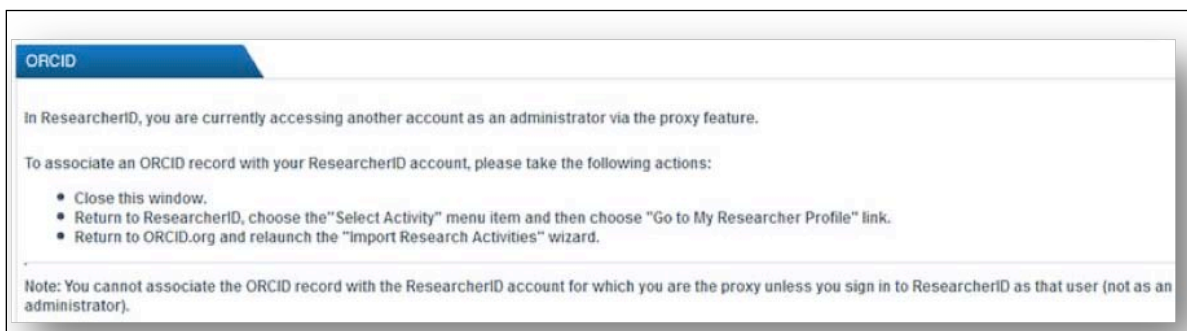 ORCID
In ResearcherID, you are currently accessing another account as an administrator via the proxy feature.
To associate an ORCID record with your ResearcherID account, please take the following actions:
• Close this window.
• Return to ResearcherID, choose the"Select Activity" menu item and then choose "Go to My Researcher Profile" link.
• Return to ORCID.org and relaunch the "Import Research Activities" wizard.
Note: You cannot associate the ORCID record with the ResearcherID account for which you are the proxy unless you sign in to ResearcherID as that user (not as an
administrator).